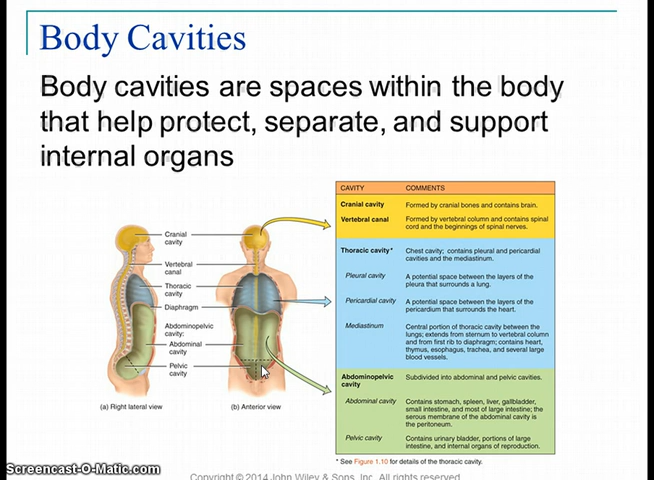 Body Cavities
Body cavities are spaces within the body
that help protect, separate, and support
internal organs
Cranial
cavity
Vertebral
canal
Thoracic
cavity
Diaphragm
Abdominopelvic
cavity:
Abdominal
cavity
Pelvic
cavity
(a) Right lateral view
(b) Anterior view
CAVITY COMMENTS
Cranial cavity Formed by cranial bones and contains brain.
Vertebral canal Formed by vertebral column and contains spinal
cord and the beginnings of spinal nerves.
Thoracic cavity* Chest cavity; contains pleural and pericardial
cavities and the mediastinum.
Pleural cavity A potential space between the layers of the
pleura that surrounds a lung.
Pericardial cavity A potential space between the layers of the
pericardium that surrounds the heart.
Mediastinum Central portion of thoracic cavity between the
lungs; extends from sternum to vertebral column
and from first rib to diaphragm; contains heart,
thymus, esophagus, trachea, and several large
blood vessels.
Abdominopelvic Subdivided into abdominal and pelvic cavities.
cavity
Abdominal cavity Contains stomach, spleen, liver, gallbladder,
small intestine, and most of large intestine; the
serous membrane of the abdominal cavity is
the peritoneum.
Pelvic cavity Contains urinary bladder, portions of large
intestine, and internal organs of reproduction.
* See Figure 1.10 for details of the thoracic cavity.
Screencast-O-Matic.com
Copyright © 2014 John Wiley & Sons, Inc. All rights reserved.